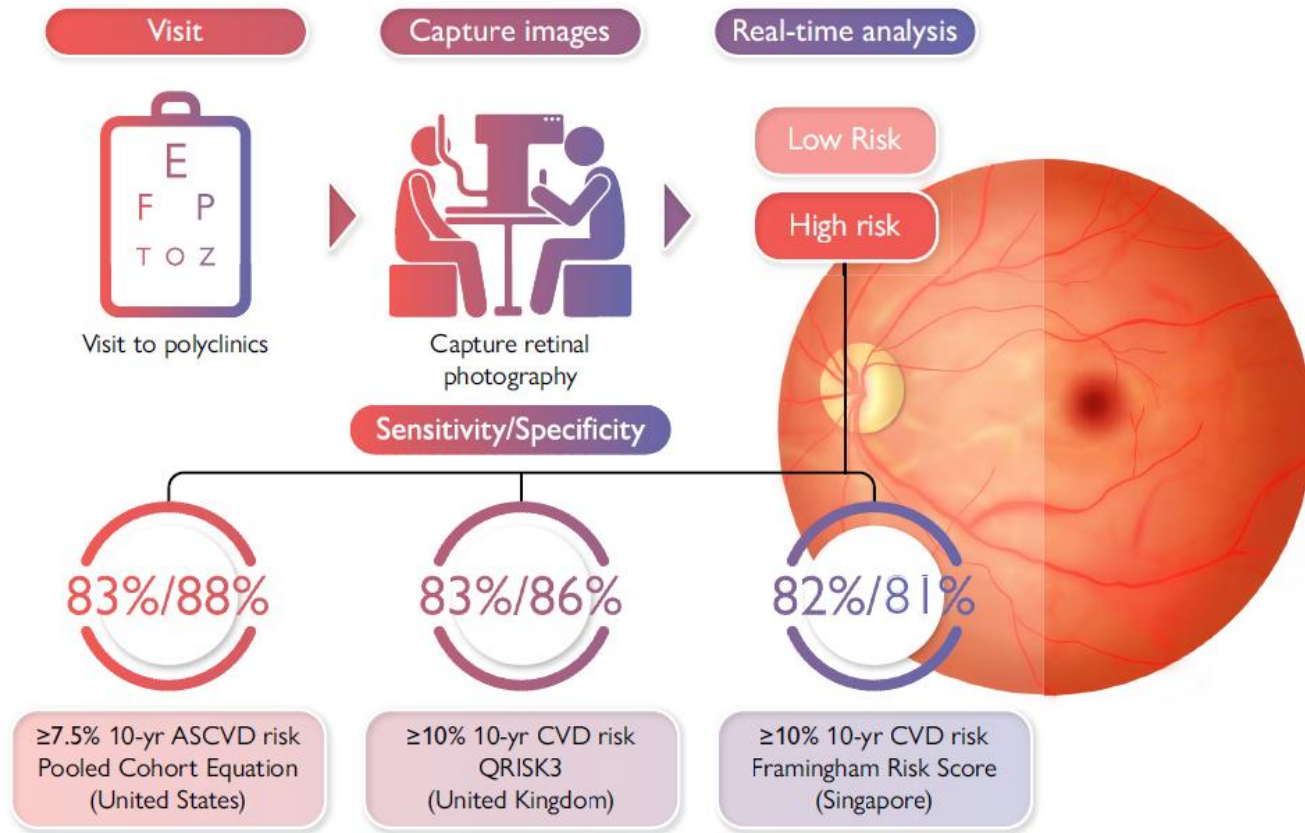 Visit
Capture images
Real-time analysis
E
F P
T O Z
Low Risk
High risk
Visit to polyclinics
Capture retinal
photography
Sensitivity/Specificity
83%/88%
83%/86%
82%/81%
≥7.5% 10-yr ASCVD risk
Pooled Cohort Equation
(United States)
≥10% 10-yr CVD risk
QRISK3
(United Kingdom)
≥10% 10-yr CVD risk
Framingham Risk Score
(Singapore)